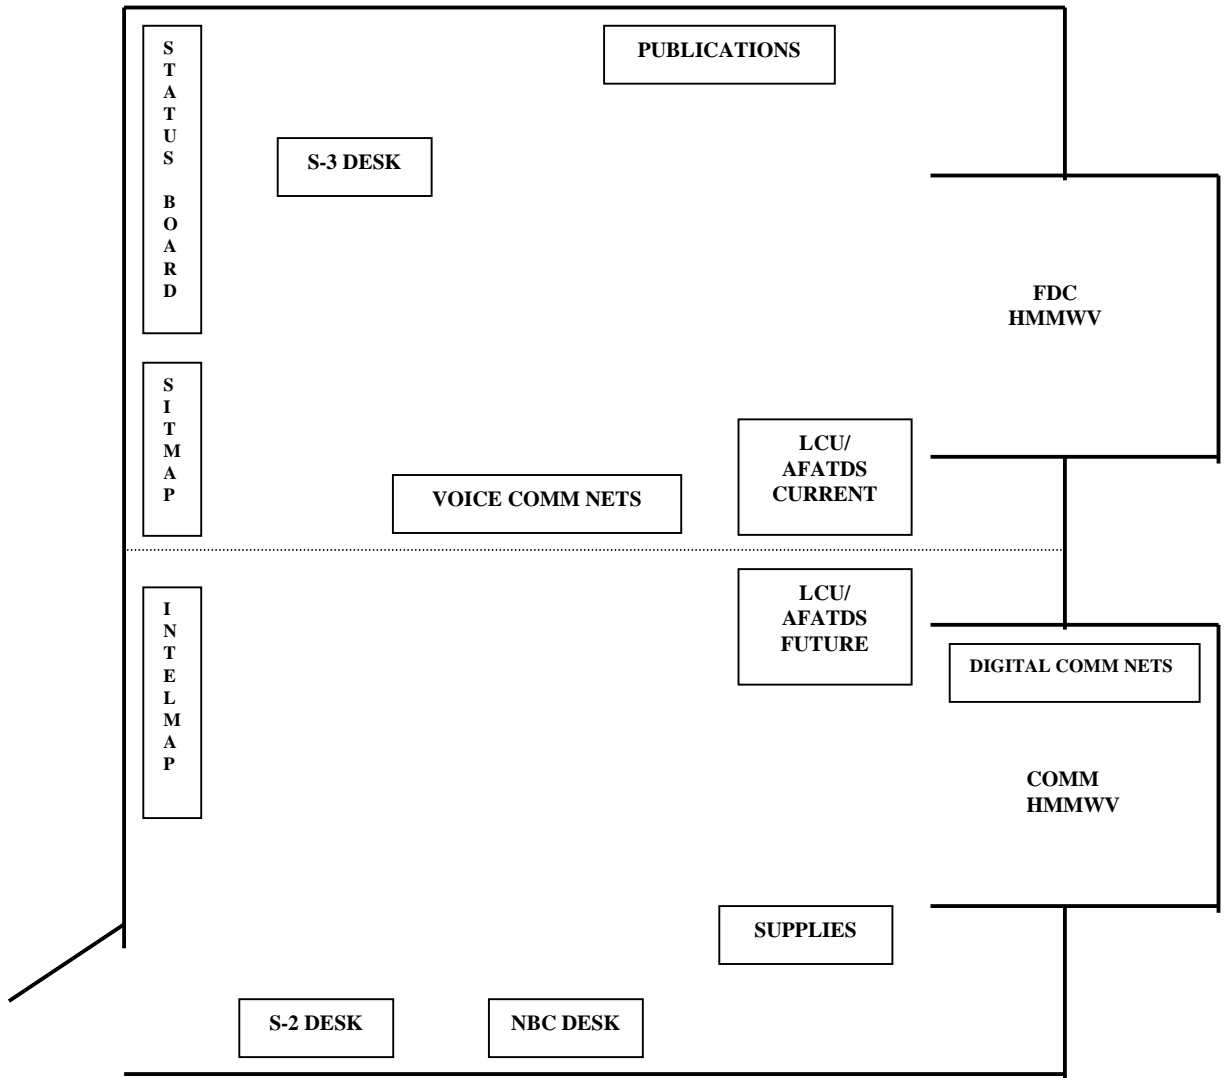 STATUS BOARD
PUBLICATIONS
S-3 DESK
FDC
HMMWV
SITMAP
LCU/
AFATDS
CURRENT
VOICE COMM NETS
INTELMAP
LCU/
AFATDS
FUTURE
DIGITAL COMM NETS
COMM
HMMWV
SUPPLIES
S-2 DESK
NBC DESK